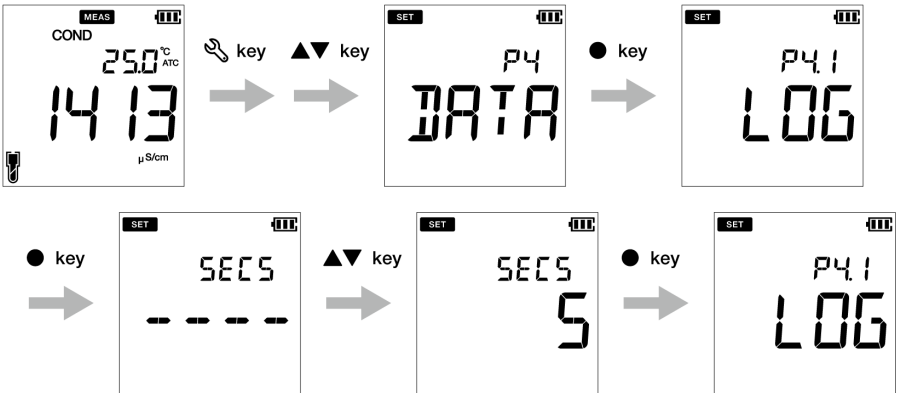 MEAS
COND
25.0 °C
ATC
1413
µS/cm
key
▲▼ key
SET
P4
DATA
● key
SET
P4.1
LOG
● key
SET
SECS
----
▲▼ key
SET
SECS
5
● key
SET
P4.1
LOG